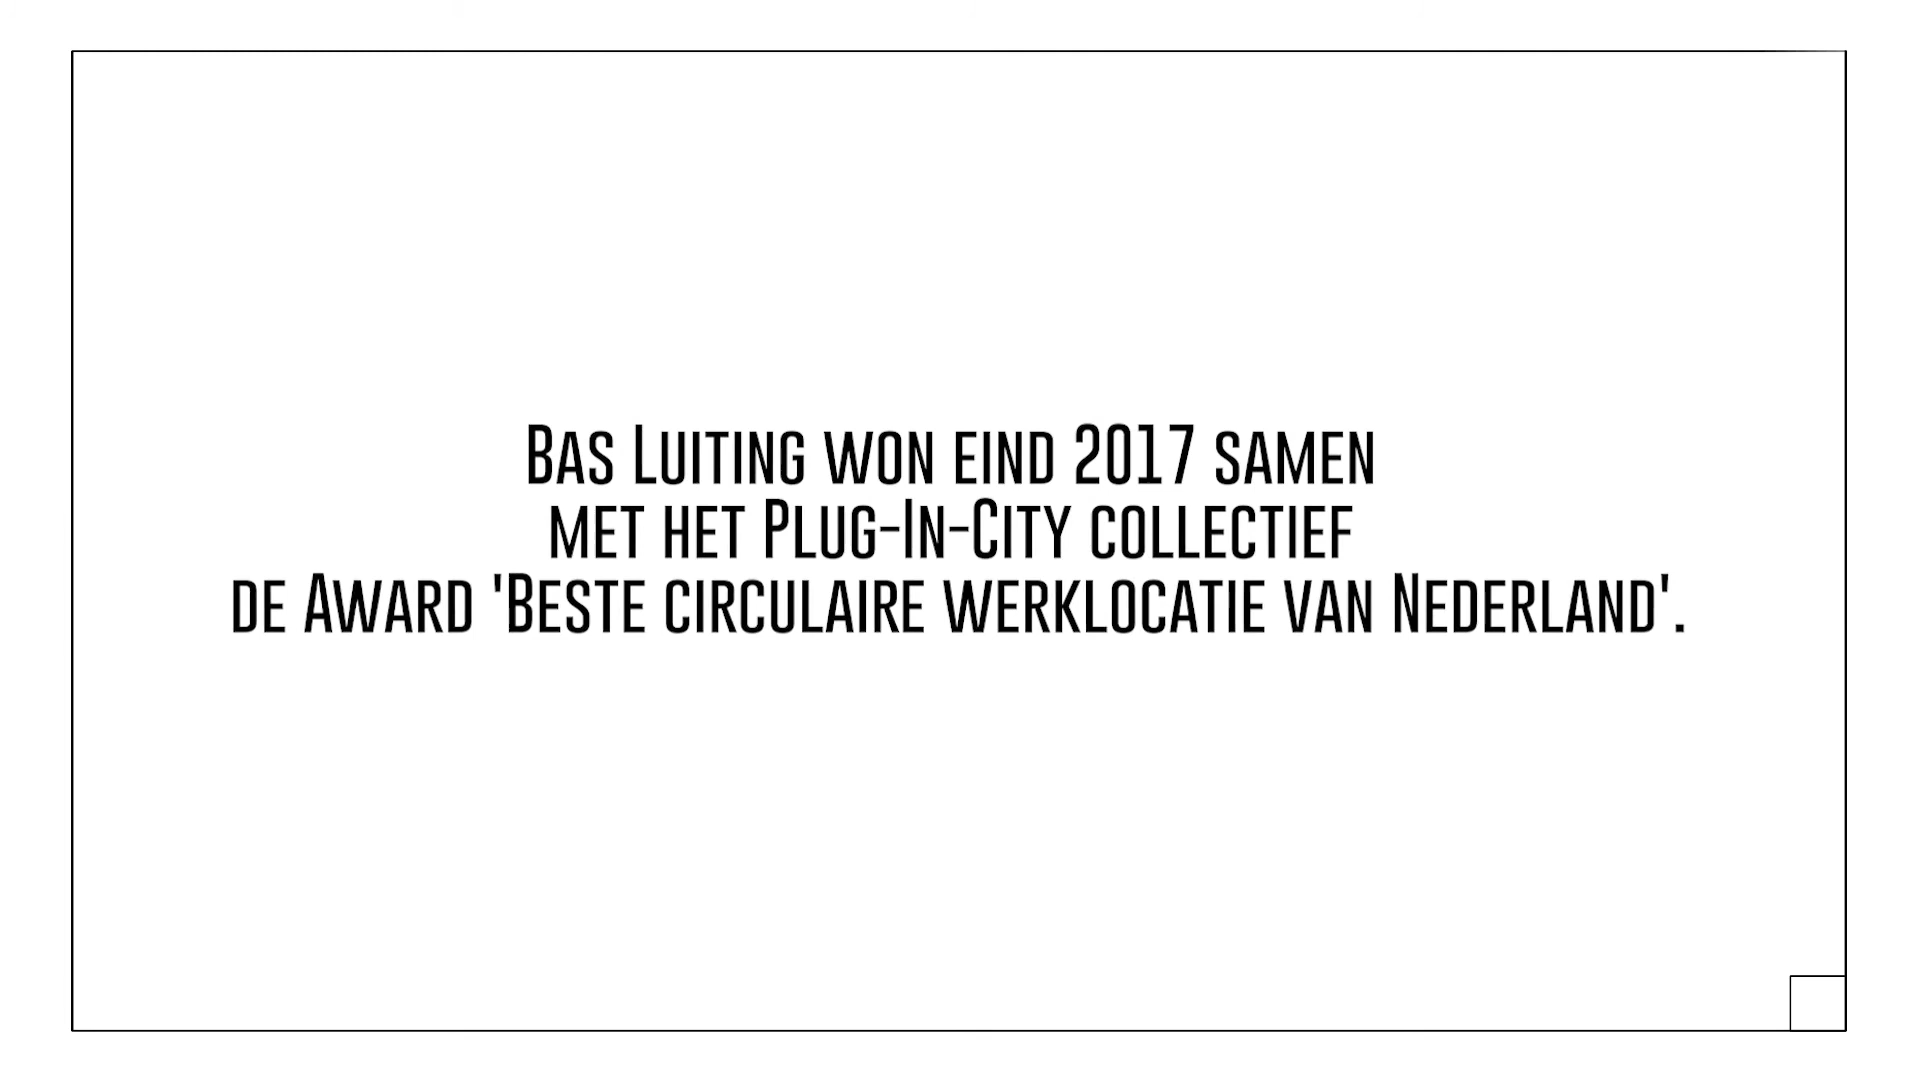 Bas Luiting won eind 2017 samen
met het Plug-In-City collectief
de Award 'Beste circulaire werklocatie van Nederland'.